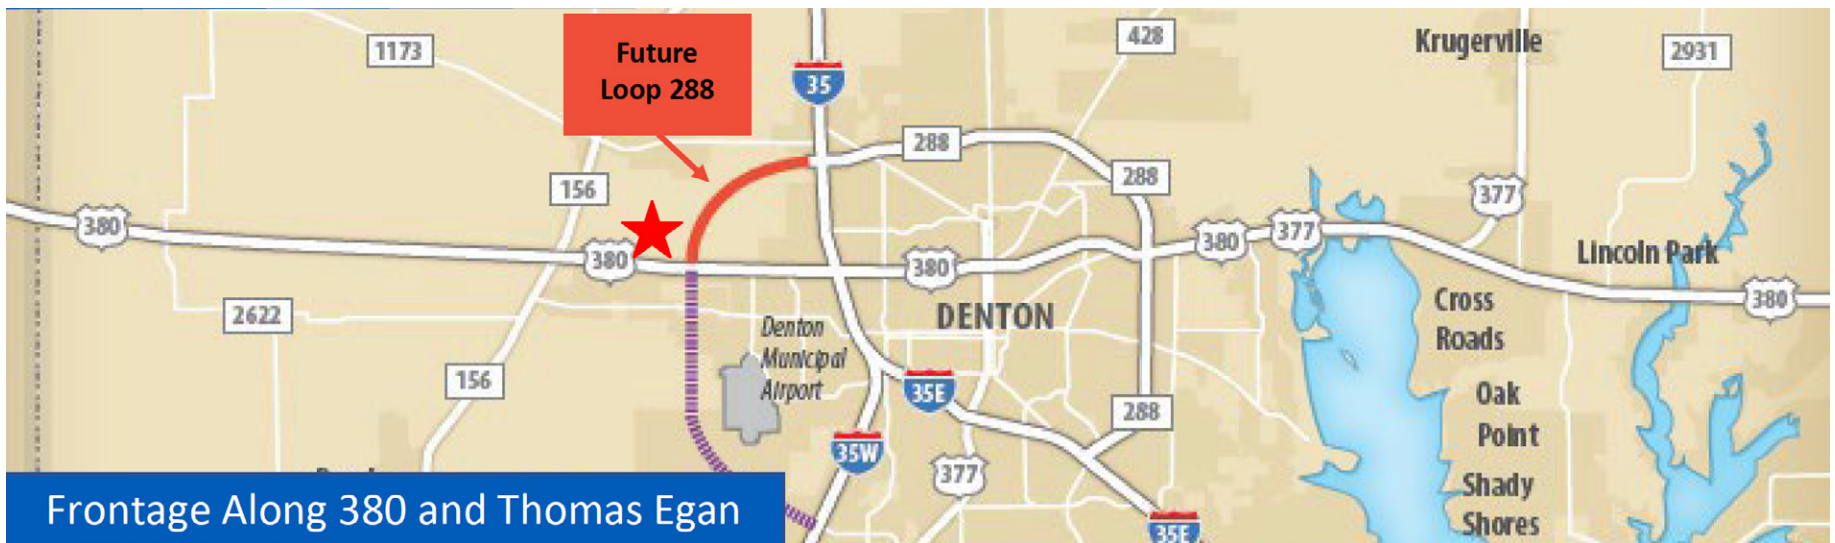 Future
Loop 288
1173
35
428
Krugerville
2931
288
156
288
377
380
380
380
380
377
Lincoln Park
2622
Denton
Municipal
Airport
DENTON
Cross
Roads
380
156
35E
288
Oak
Point
35W
377
Shady
Shores
35E
Frontage Along 380 and Thomas Egan